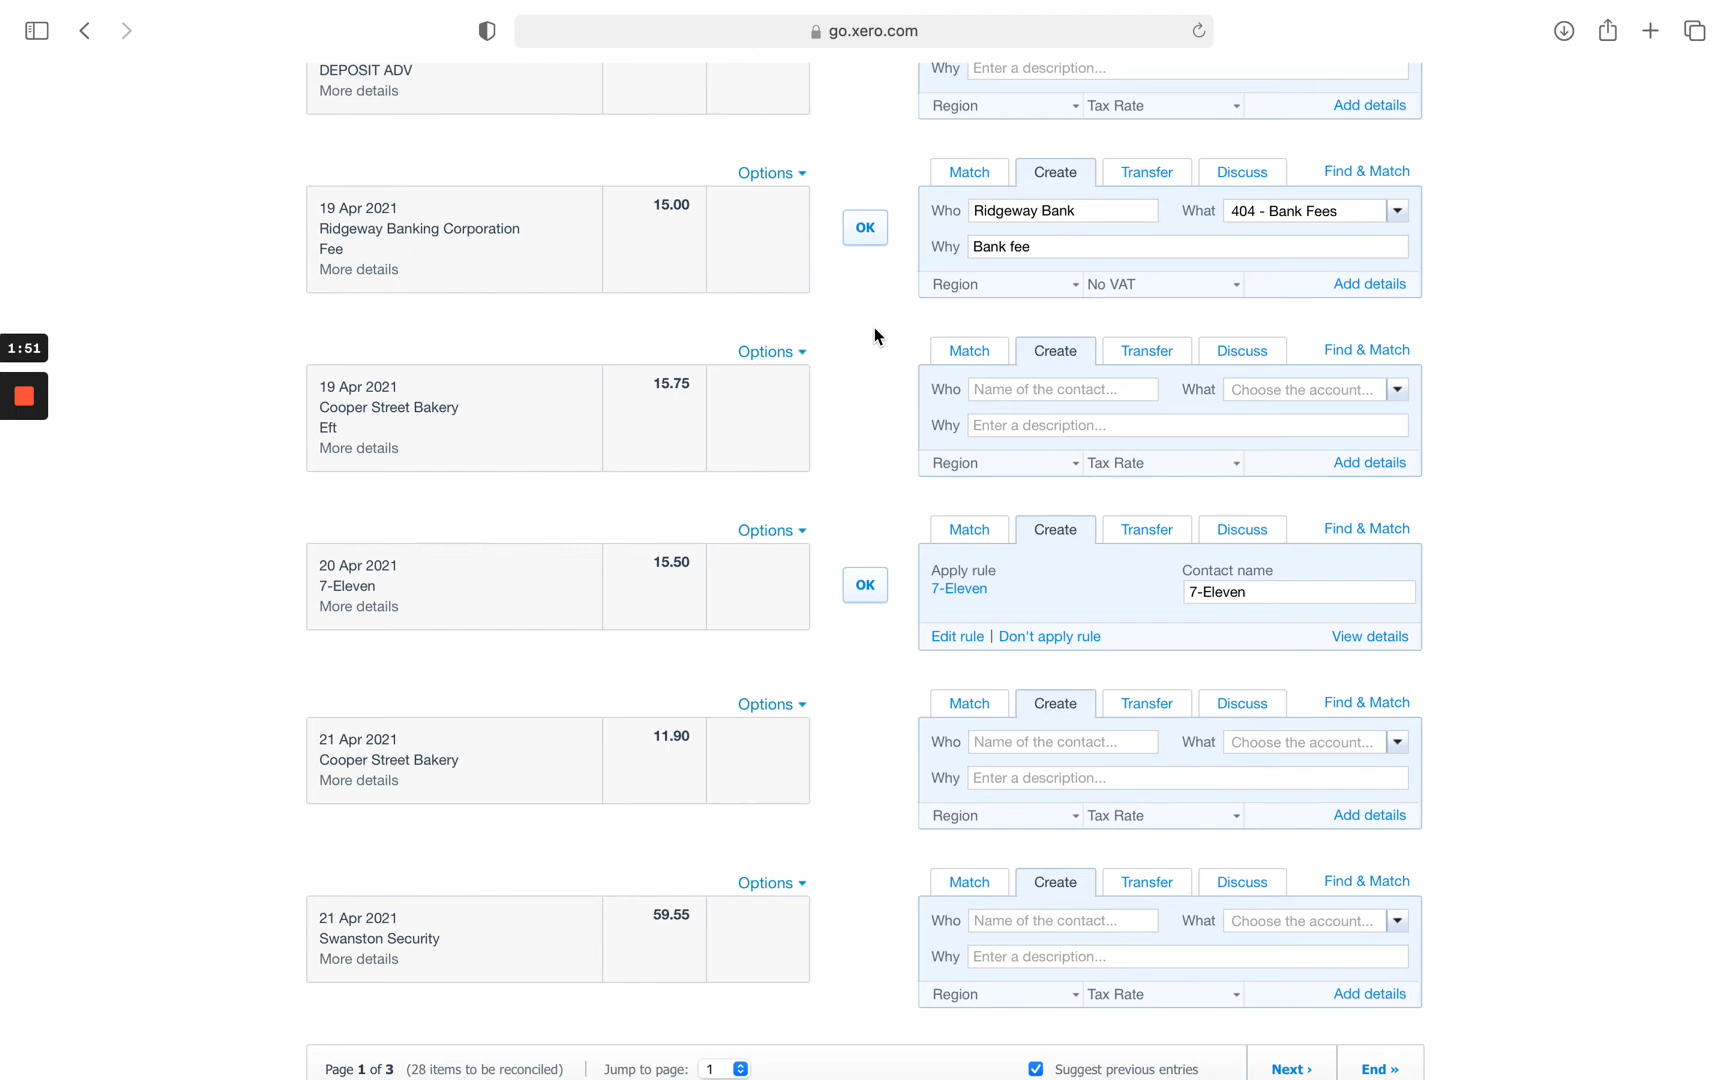 go.xero.com
DEPOSIT ADV
More details
Why Enter a description...
Region Tax Rate Add details
Options
Match Create Transfer Discuss Find & Match
19 Apr 2021 15.00
Ridgeway Banking Corporation
Fee
More details
OK
Who Ridgeway Bank What 404 - Bank Fees
Why Bank fee
Region No VAT Add details
1:51
Options
Match Create Transfer Discuss Find & Match
19 Apr 2021 15.75
Cooper Street Bakery
Eft
More details
Who Name of the contact... What Choose the account...
Why Enter a description...
Region Tax Rate Add details
Options
Match Create Transfer Discuss Find & Match
20 Apr 2021 15.50
7-Eleven
More details
OK
Apply rule Contact name
7-Eleven 7-Eleven
Edit rule | Don't apply rule View details
Options
Match Create Transfer Discuss Find & Match
21 Apr 2021 11.90
Cooper Street Bakery
More details
Who Name of the contact... What Choose the account...
Why Enter a description...
Region Tax Rate Add details
Options
Match Create Transfer Discuss Find & Match
21 Apr 2021 59.55
Swanston Security
More details
Who Name of the contact... What Choose the account...
Why Enter a description...
Region Tax Rate Add details
Page 1 of 3 (28 items to be reconciled) Jump to page: 1 Suggest previous entries Next › End »